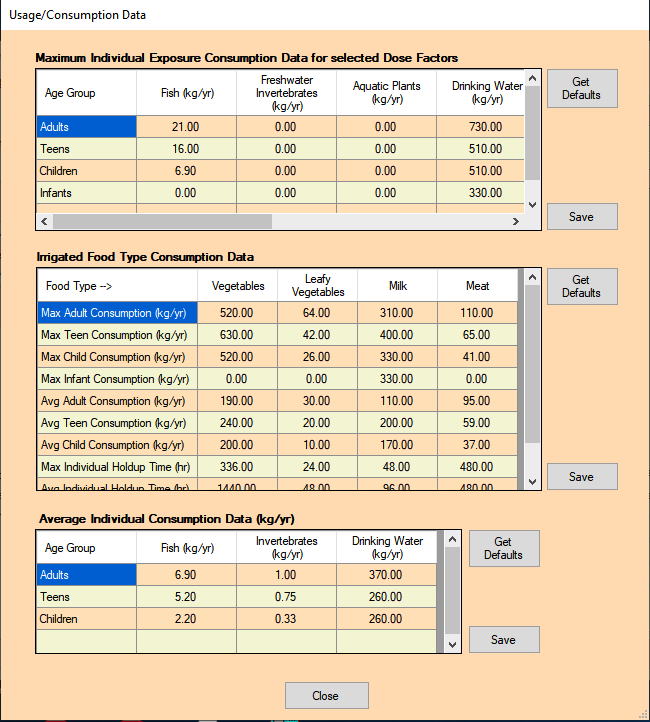 Usage/Consumption Data
Maximum Individual Exposure Consumption Data for selected Dose Factors
Age Group Fish (kg/yr) Freshwater Invertebrates (kg/yr) Aquatic Plants (kg/yr) Drinking Water (kg/yr)
Adults 21.00 0.00 0.00 730.00
Teens 16.00 0.00 0.00 510.00
Children 6.90 0.00 0.00 510.00
Infants 0.00 0.00 0.00 330.00
Get Defaults
Save
Irrigated Food Type Consumption Data
Food Type --> Vegetables Leafy Vegetables Milk Meat
Max Adult Consumption (kg/yr) 520.00 64.00 310.00 110.00
Max Teen Consumption (kg/yr) 630.00 42.00 400.00 65.00
Max Child Consumption (kg/yr) 520.00 26.00 330.00 41.00
Max Infant Consumption (kg/yr) 0.00 0.00 330.00 0.00
Avg Adult Consumption (kg/yr) 190.00 30.00 110.00 95.00
Avg Teen Consumption (kg/yr) 240.00 20.00 200.00 59.00
Avg Child Consumption (kg/yr) 200.00 10.00 170.00 37.00
Max Individual Holdup Time (hr) 336.00 24.00 48.00 480.00
Avg Individual Holdup Time (hr) 1440.00 48.00 96.00 480.00
Get Defaults
Save
Average Individual Consumption Data (kg/yr)
Age Group Fish (kg/yr) Invertebrates (kg/yr) Drinking Water (kg/yr)
Adults 6.90 1.00 370.00
Teens 5.20 0.75 260.00
Children 2.20 0.33 260.00
Get Defaults
Save
Close